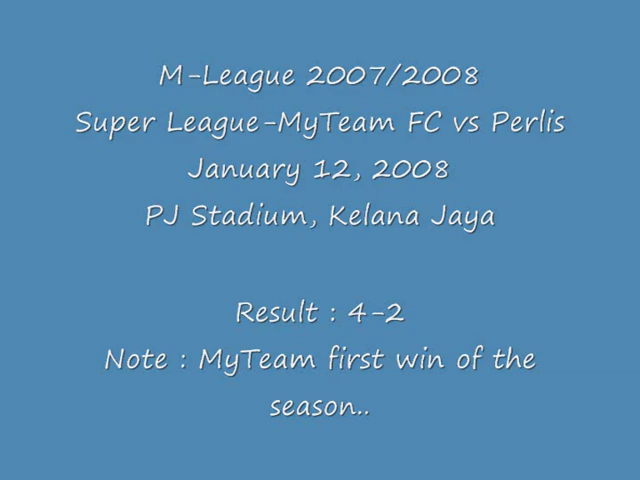 M-League 2007/2008
Super League-MyTeam FC vs Perlis
January 12, 2008
PJ Stadium, Kelana Jaya
Result : 4-2
Note : MyTeam first win of the
season..